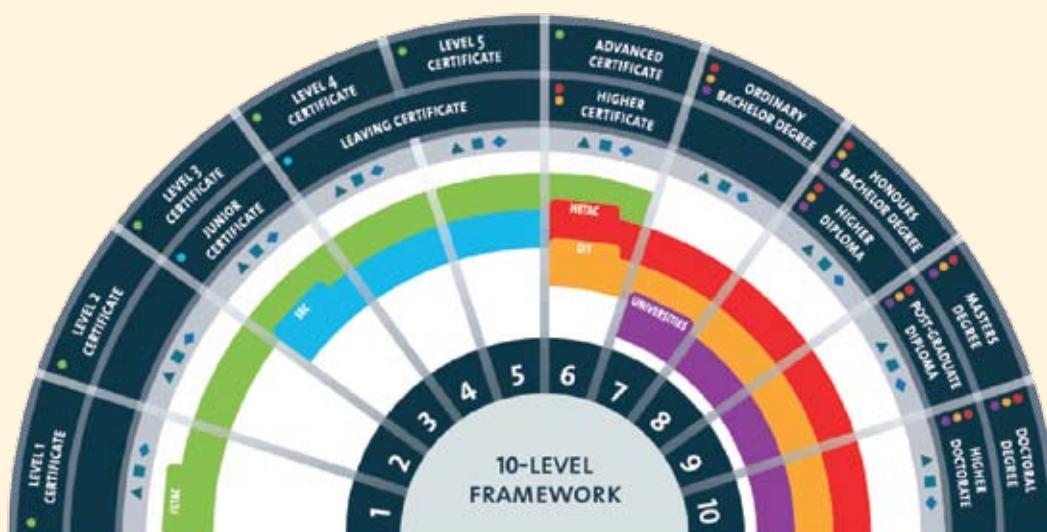 LEVEL 1
CERTIFICATE
LEVEL 2
CERTIFICATE
LEVEL 3
CERTIFICATE
JUNIOR
CERTIFICATE
LEVEL 4
CERTIFICATE
LEVEL 5
CERTIFICATE
LEAVING CERTIFICATE
ADVANCED
CERTIFICATE
HIGHER
CERTIFICATE
ORDINARY
BACHELOR DEGREE
HONOURS
BACHELOR DEGREE
HIGHER
DIPLOMA
MASTERS
DEGREE
POST-GRADUATE
DIPLOMA
DOCTORAL
DEGREE
HIGHER
DOCTORATE
FETAC
SEC
HETAC
DIT
UNIVERSITIES
1
2
3
4
5
6
7
8
9
10
10-LEVEL
FRAMEWORK